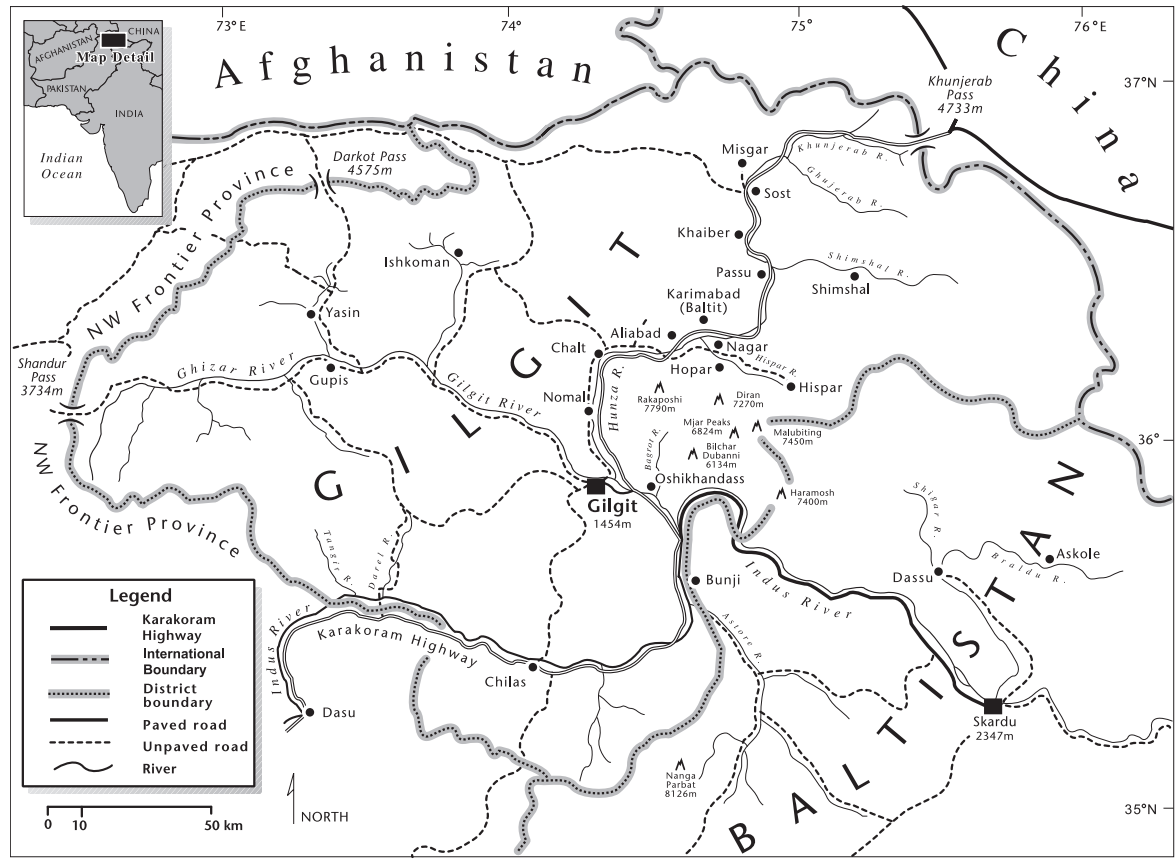 73°E
74°E
75°E
76°E
37°N
36°N
35°N
AFGHANISTAN
CHINA
Map Detail
PAKISTAN
INDIA
Indian
Ocean
Afghanistan
China
Khunjerab
Pass
4733m
Darkot Pass
4575m
NW Frontier Province
Misgar
Khunjerab R.
Ghujerab R.
Sost
Khaiber
Ishkoman
Passu
Shimshal R.
Shimshal
Karimabad
(Baltit)
Yasin
Aliabad
Nagar
Chalt
Hispar R.
Hopar
Hispar
Shandur
Pass
3734m
Ghizar River
Gupis
Gilgit River
Nomal
Hunza R.
Rakaposhi
7790m
Diran
7270m
Mjar Peaks
6824m
Malubiting
7450m
Bilchar
Dubanni
6134m
Bagrot R.
Oshikhandass
Haramosh
7400m
GILGIT
Gilgit
1454m
NW Frontier Province
Tangir R.
Darel R.
Shigar R.
Askole
Braldu R.
Dassu
Bunji
Indus River
Astore R.
Indus River
Karakoram Highway
Chilas
Dasu
Skardu
2347m
Nanga
Parbat
8126m
BALTISTAN
Legend
Karakoram
Highway
International
Boundary
District
boundary
Paved road
Unpaved road
River
0 10 50 km
NORTH